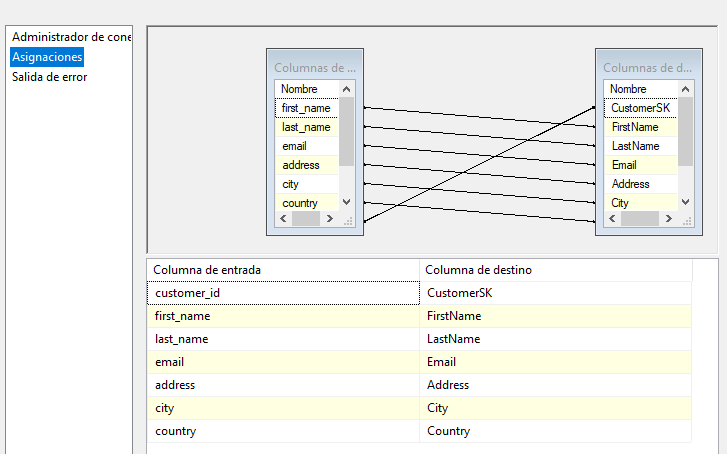 Administrador de cone
Asignaciones
Salida de error
Columnas de ...
Nombre
first_name
last_name
email
address
city
country
Columnas de d...
Nombre
CustomerSK
FirstName
LastName
Email
Address
City
Columna de entrada Columna de destino
customer_id CustomerSK
first_name FirstName
last_name LastName
email Email
address Address
city City
country Country